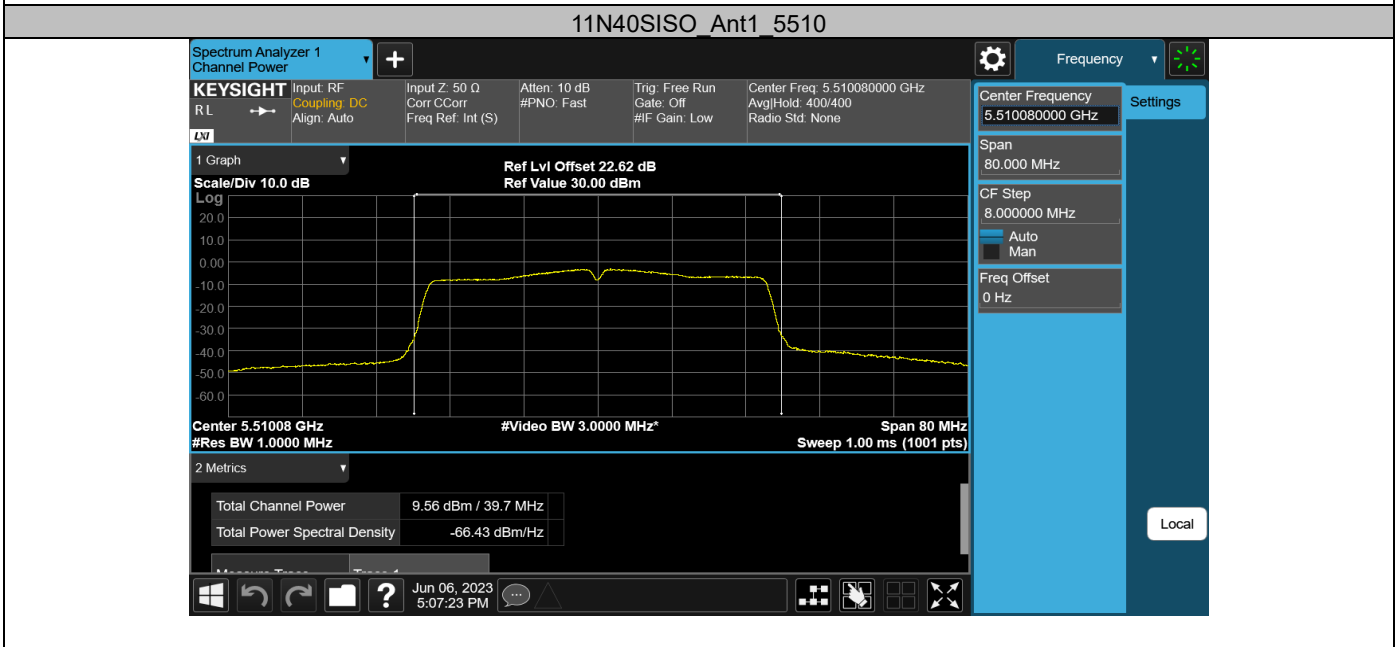 11N40SISO_Ant1_5510
Spectrum Analyzer 1
Channel Power
+
Frequency
KEYSIGHT
R L
LXI
Input: RF
Coupling: DC
Align: Auto
Input Z: 50 Ω
Corr CCorr
Freq Ref: Int (S)
Atten: 10 dB
#PNO: Fast
Trig: Free Run
Gate: Off
#IF Gain: Low
Center Freq: 5.510080000 GHz
Avg|Hold: 400/400
Radio Std: None
Center Frequency
5.510080000 GHz
Settings
Span
80.000 MHz
CF Step
8.000000 MHz
Auto
Man
Freq Offset
0 Hz
Local
1 Graph
Ref Lvl Offset 22.62 dB
Scale/Div 10.0 dB
Ref Value 30.00 dBm
Log
20.0
10.0
0.00
-10.0
-20.0
-30.0
-40.0
-50.0
-60.0
Center 5.51008 GHz
#Video BW 3.0000 MHz*
Span 80 MHz
#Res BW 1.0000 MHz
Sweep 1.00 ms (1001 pts)
2 Metrics
Total Channel Power 9.56 dBm / 39.7 MHz
Total Power Spectral Density -66.43 dBm/Hz
Measure Trace Trace 1
?
Jun 06, 2023
5:07:23 PM